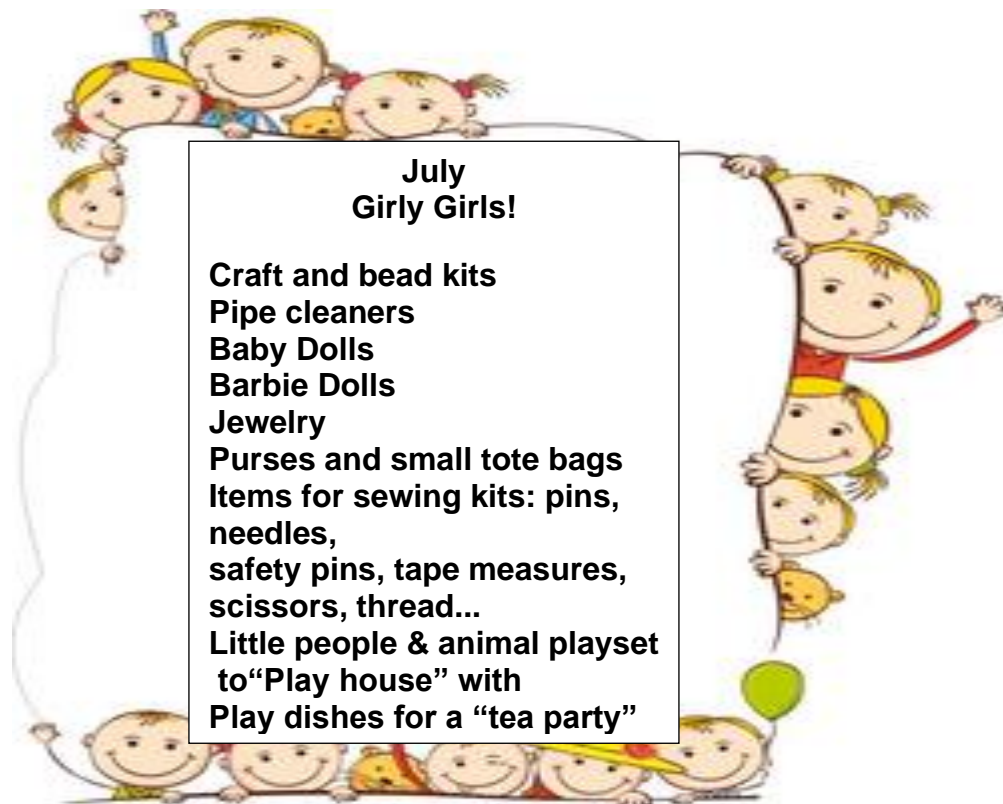 July
Girly Girls!
Craft and bead kits
Pipe cleaners
Baby Dolls
Barbie Dolls
Jewelry
Purses and small tote bags
Items for sewing kits: pins,
needles,
safety pins, tape measures,
scissors, thread...
Little people & animal playset
to“Play house” with
Play dishes for a “tea party”